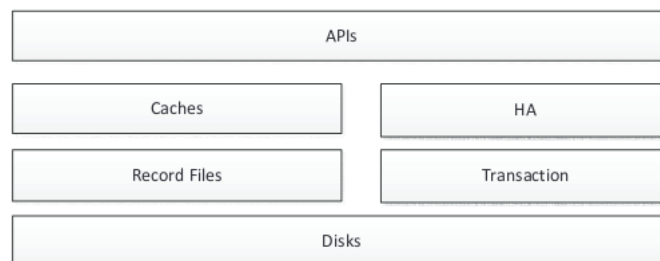 APIs
Caches
HA
Record Files
Transaction
Disks